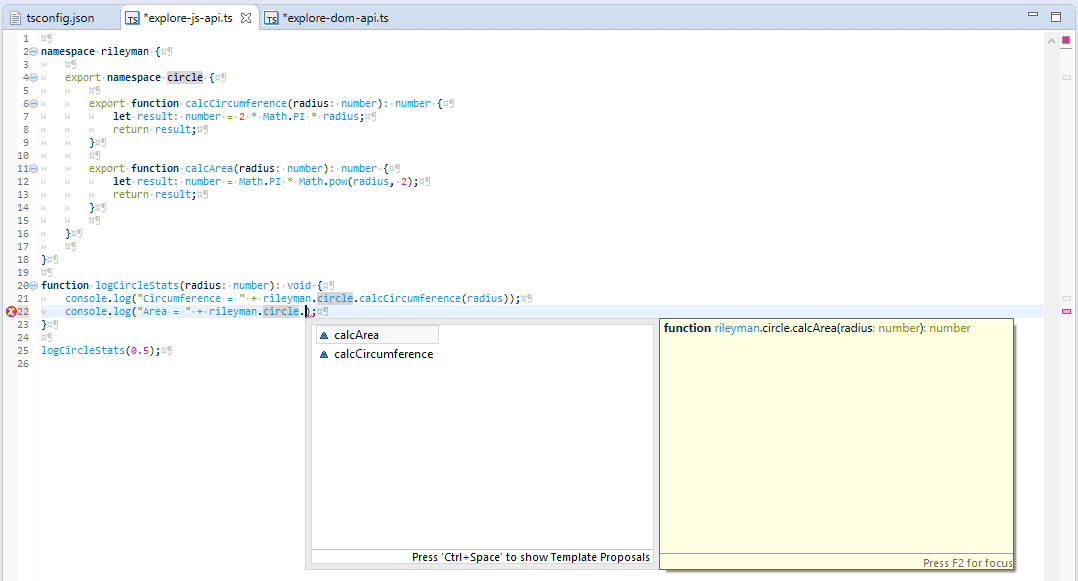 tsconfig.json *explore-js-api.ts *explore-dom-api.ts
1
2 namespace rileyman {
3
4 export namespace circle {
5
6 export function calcCircumference(radius: number): number {
7 let result: number = 2 * Math.PI * radius;
8 return result;
9 }
10
11 export function calcArea(radius: number): number {
12 let result: number = Math.PI * Math.pow(radius, 2);
13 return result;
14 }
15
16 }
17
18 }
19
20 function logCircleStats(radius: number): void {
21 console.log("Circumference = " + rileyman.circle.calcCircumference(radius));
22 console.log("Area = " + rileyman.circle.);
23 }
24
25 logCircleStats(0.5);
26
calcArea
calcCircumference
Press 'Ctrl+Space' to show Template Proposals
function rileyman.circle.calcArea(radius: number): number
Press F2 for focus